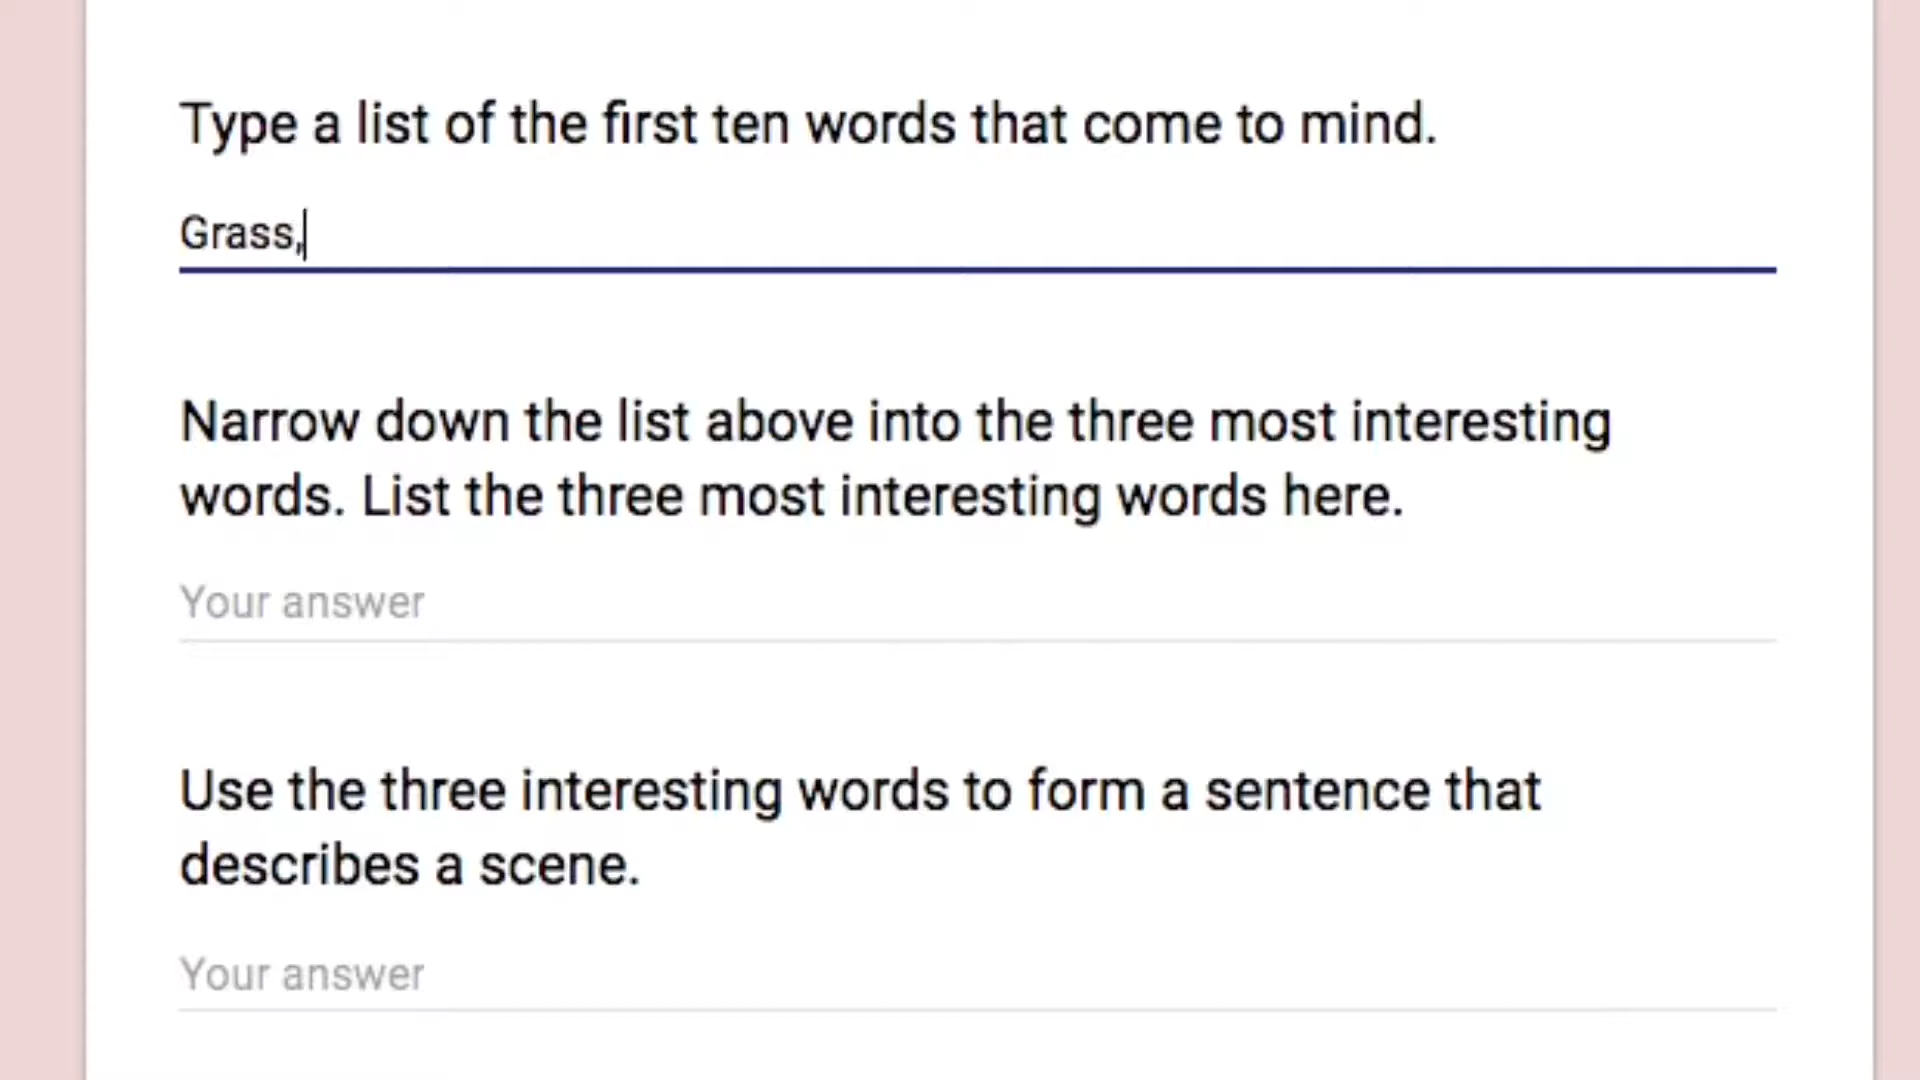 Type a list of the first ten words that come to mind.
Grass,
Narrow down the list above into the three most interesting
words. List the three most interesting words here.
Your answer
Use the three interesting words to form a sentence that
describes a scene.
Your answer